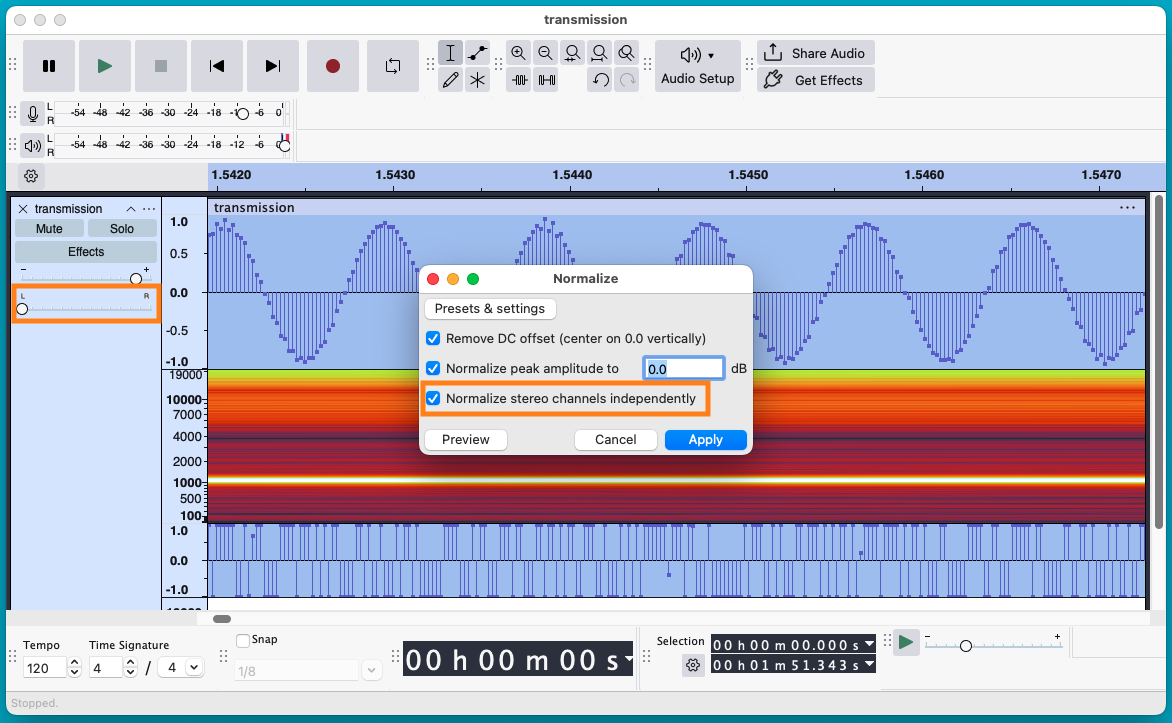 transmission
Audio Setup
Share Audio
Get Effects
L
R
-54 -48 -42 -36 -30 -24 -18 -6 0
L
R
-54 -48 -42 -36 -30 -24 -18 -12 -6
1.5420 1.5430 1.5440 1.5450 1.5460 1.5470
transmission
Mute Solo
Effects
- +
L R
transmission
1.0
0.5
0.0
-0.5
-1.0
19000
10000
7000
4000
2000
1000
500
100
1.0
0.0
-1.0
Normalize
Presets & settings
Remove DC offset (center on 0.0 vertically)
Normalize peak amplitude to 0.0 dB
Normalize stereo channels independently
Preview Cancel Apply
Tempo
120
Time Signature
4 / 4
Snap
1/8
00 h 00 m 00 s
Selection
00 h 00 m 00.000 s
00 h 01 m 51.343 s
- +
Stopped.